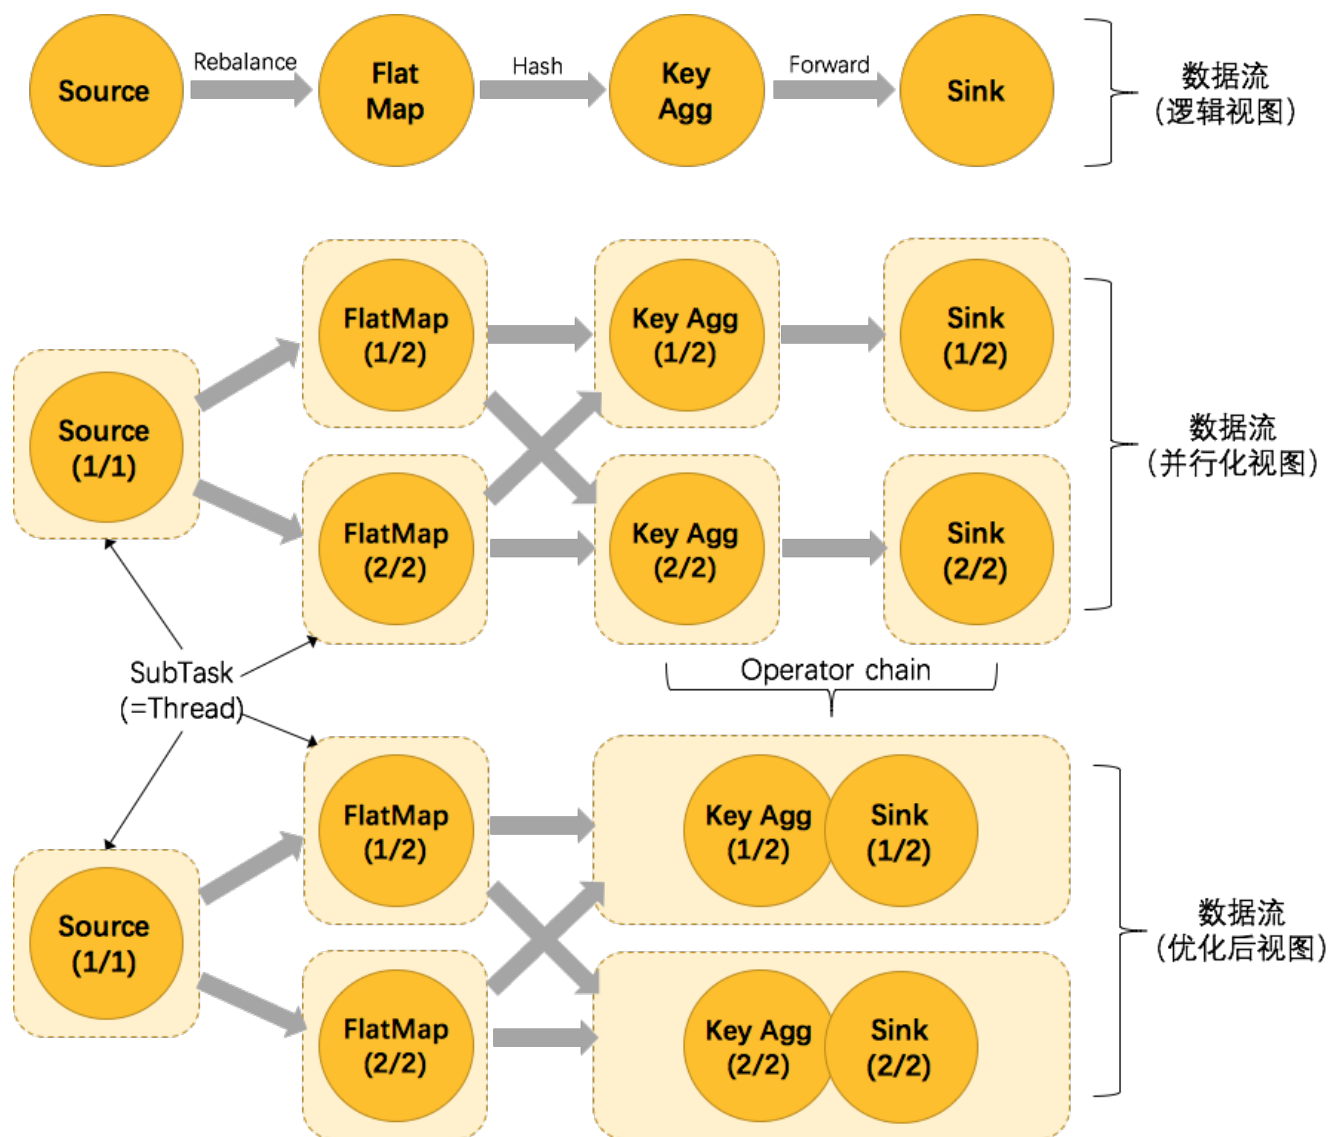 Source
Rebalance
Flat
Map
Hash
Key
Agg
Forward
Sink
数据流
(逻辑视图)
FlatMap
(1/2)
Key Agg
(1/2)
Sink
(1/2)
Source
(1/1)
数据流
(并行化视图)
FlatMap
(2/2)
Key Agg
(2/2)
Sink
(2/2)
SubTask
(=Thread)
Operator chain
FlatMap
(1/2)
Key Agg
(1/2)
Sink
(1/2)
Source
(1/1)
数据流
(优化后视图)
FlatMap
(2/2)
Key Agg
(2/2)
Sink
(2/2)